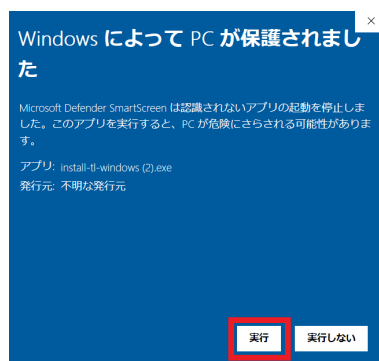 Windows によって PC が保護されまし
た
Microsoft Defender SmartScreen は認識されないアプリの起動を停止しま
した。このアプリを実行すると、PC が危険にさらされる可能性がありま
す。
アプリ: install-tl-windows (2).exe
発行元: 不明な発行元
実行 実行しない